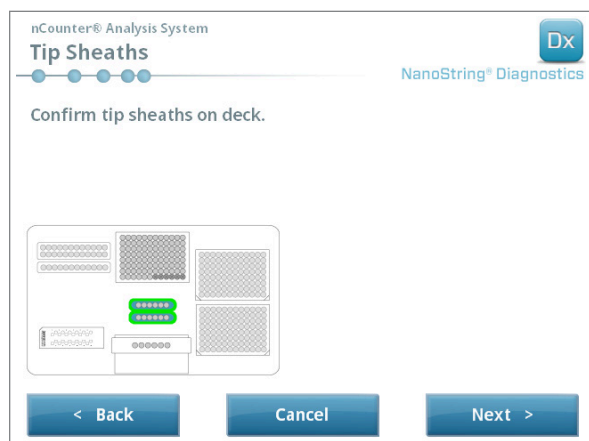 nCounter® Analysis System
Tip Sheaths
Dx
NanoString® Diagnostics
Confirm tip sheaths on deck.
< Back
Cancel
Next >